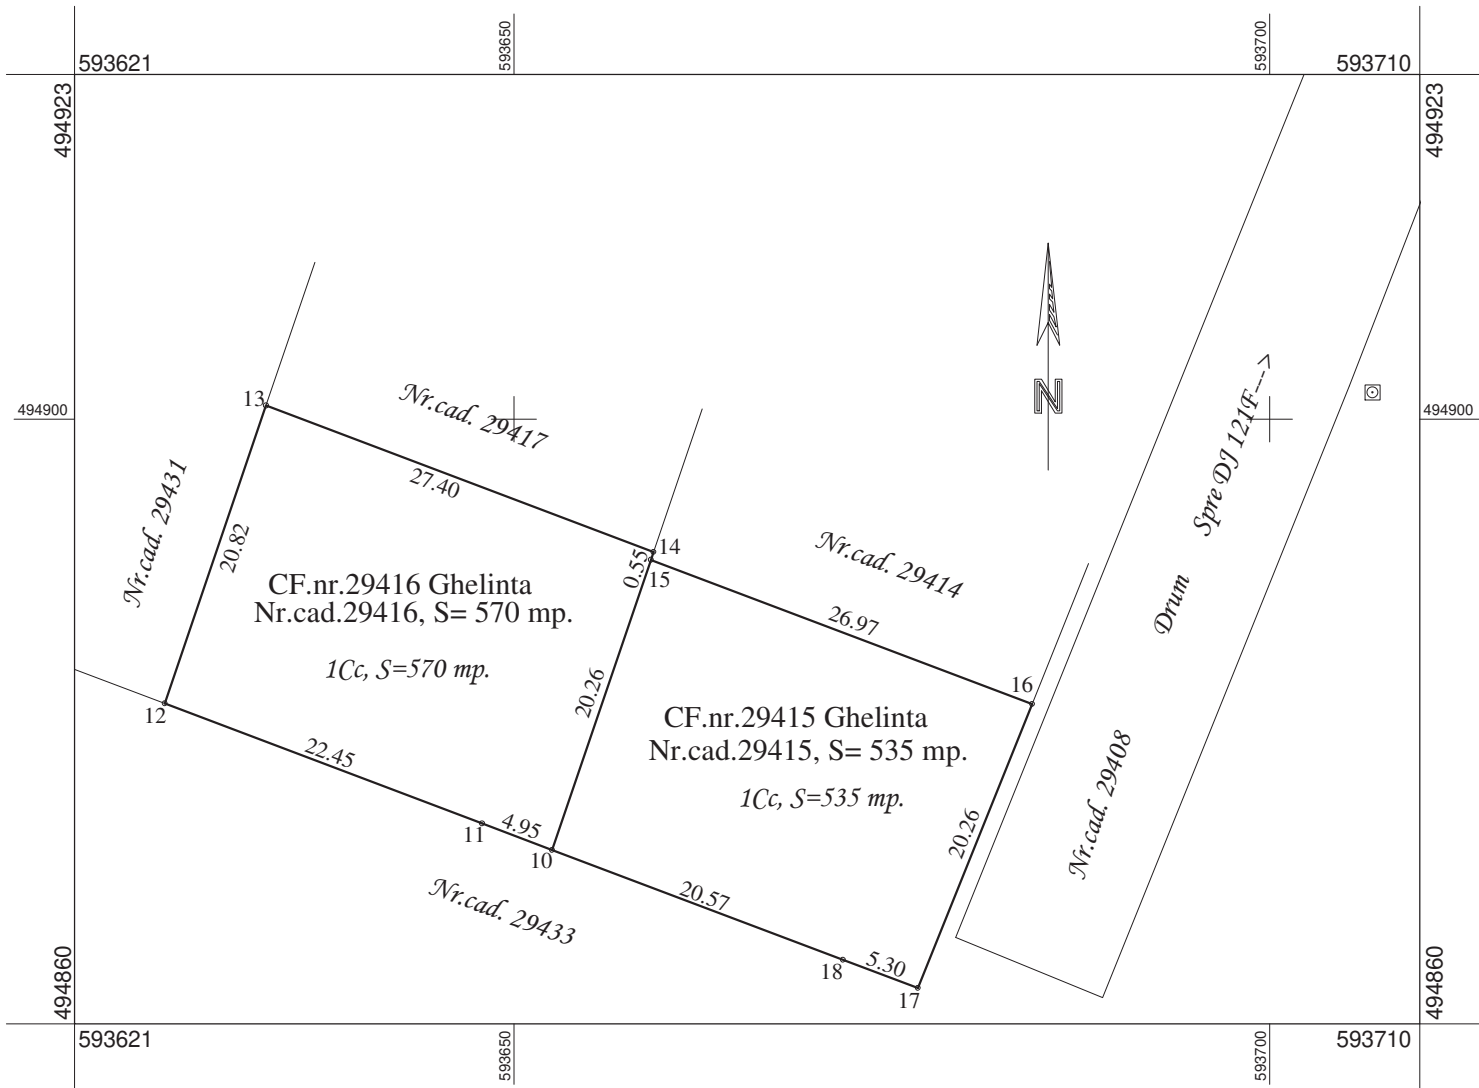 593650
593700
593621
593710
494923
494923
N
13
Nr.cad. 29417
494900
494900
27.40
Nr.cad. 29431
20.82
Spre DJ 121F--->
Drum
14
0.55
15
Nr.cad. 29414
CF.nr.29416 Ghelinta
Nr.cad.29416, S= 570 mp.
1Cc, S=570 mp.
26.97
16
20.26
12
CF.nr.29415 Ghelinta
Nr.cad.29415, S= 535 mp.
1Cc, S=535 mp.
22.45
11
4.95
10
20.26
Nr.cad. 29408
Nr.cad. 29433
20.57
18
5.30
17
494860
494860
593621
593710
593650
593700